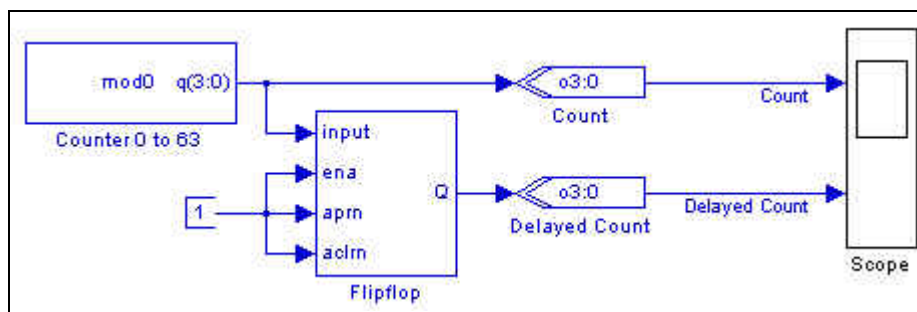 mod0 q(3:0)
Counter 0 to 63
o3:0
Count
Count
input
ena
aprn
aclrn
Q
Flipflop
1
o3:0
Delayed Count
Delayed Count
Scope